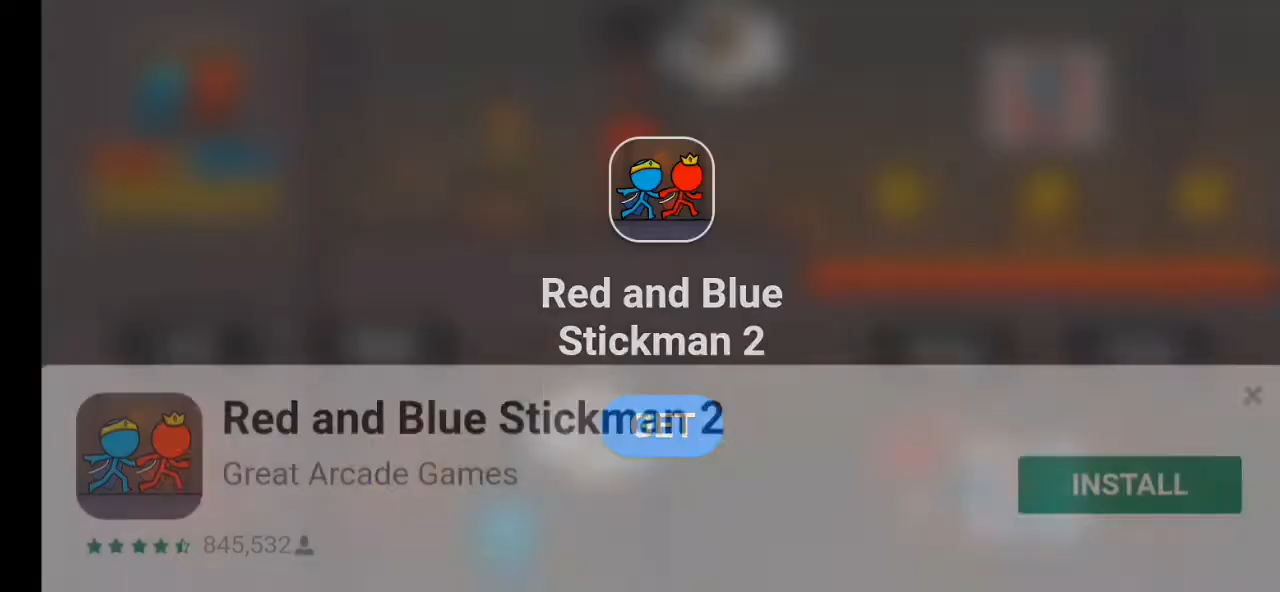 Red and Blue
Stickman 2
GET
Red and Blue Stickman 2
Great Arcade Games
INSTALL
845,532